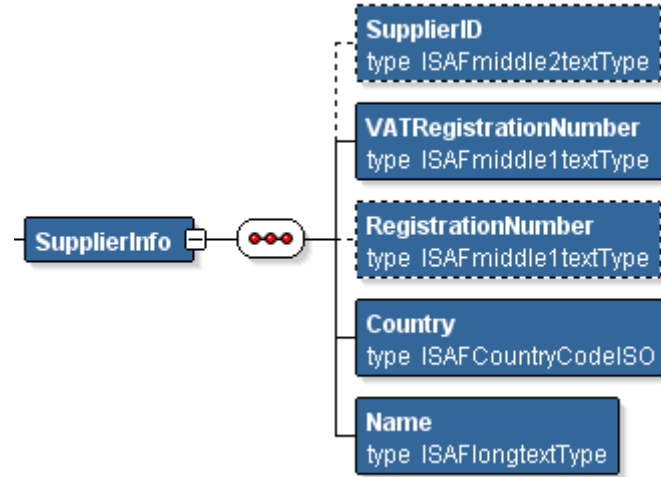 SupplierID
type ISAFmiddle2textType
VATRegistrationNumber
type ISAFmiddle1textType
SupplierInfo
RegistrationNumber
type ISAFmiddle1textType
Country
type ISAFCountryCodeISO
Name
type ISAFlongtextType